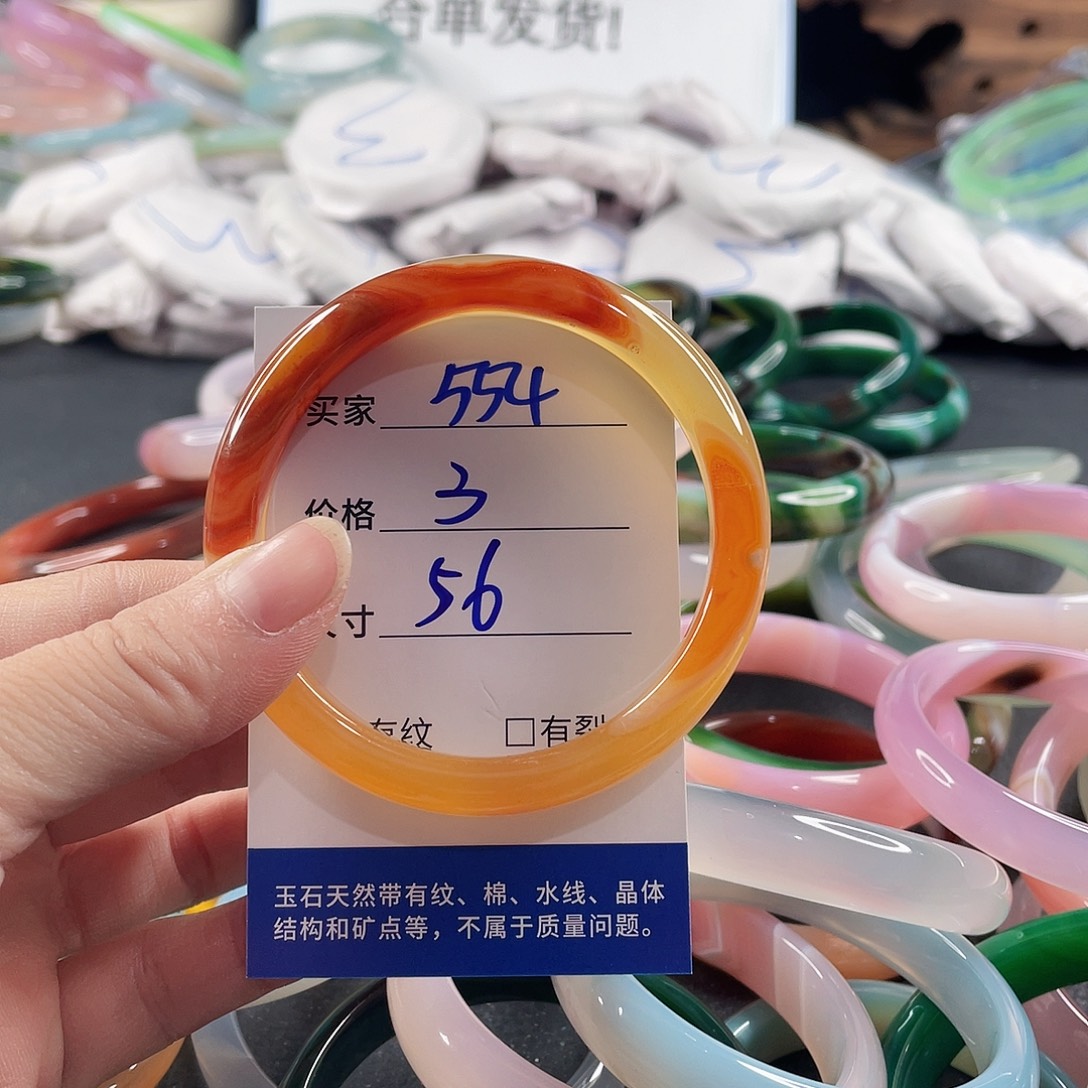 合单发货!
买家 554
价格 3
寸 56
有纹 □有裂
玉石天然带有纹、棉、水线、晶体
结构和矿点等，不属于质量问题。